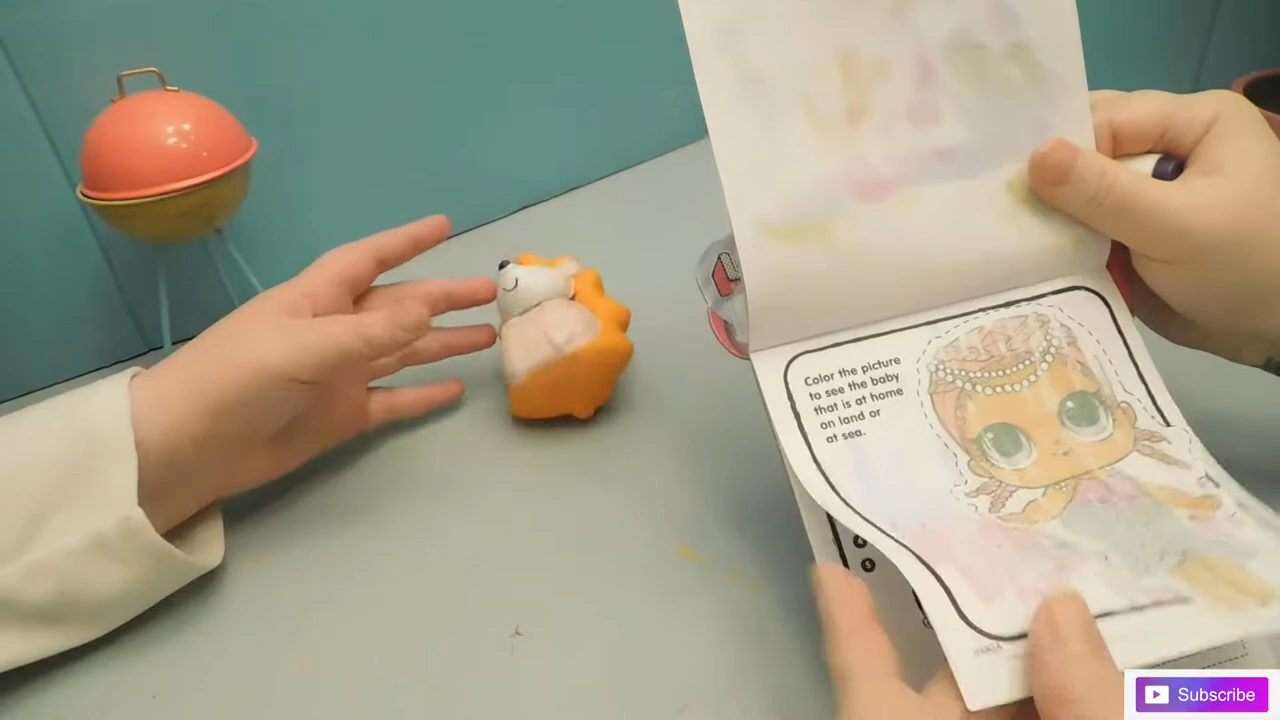 Color the picture
to see the baby
that is at home
on land or
at sea.
Subscribe